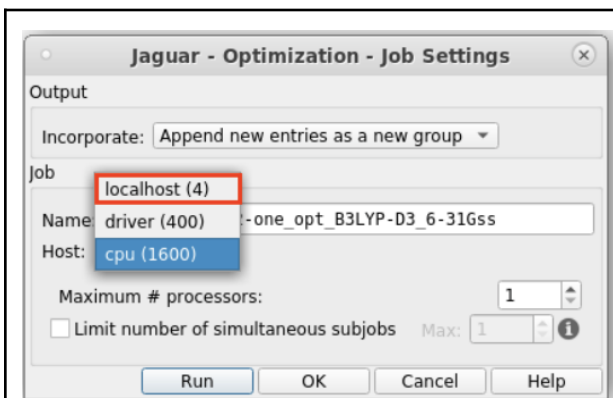 Jaguar - Optimization - Job Settings
Output
Incorporate: Append new entries as a new group
Job
localhost (4)
Name -one_opt_B3LYP-D3_6-31Gss
driver (400)
Host: cpu (1600)
Maximum # processors: 1
Limit number of simultaneous subjobs Max: 1
Run OK Cancel Help